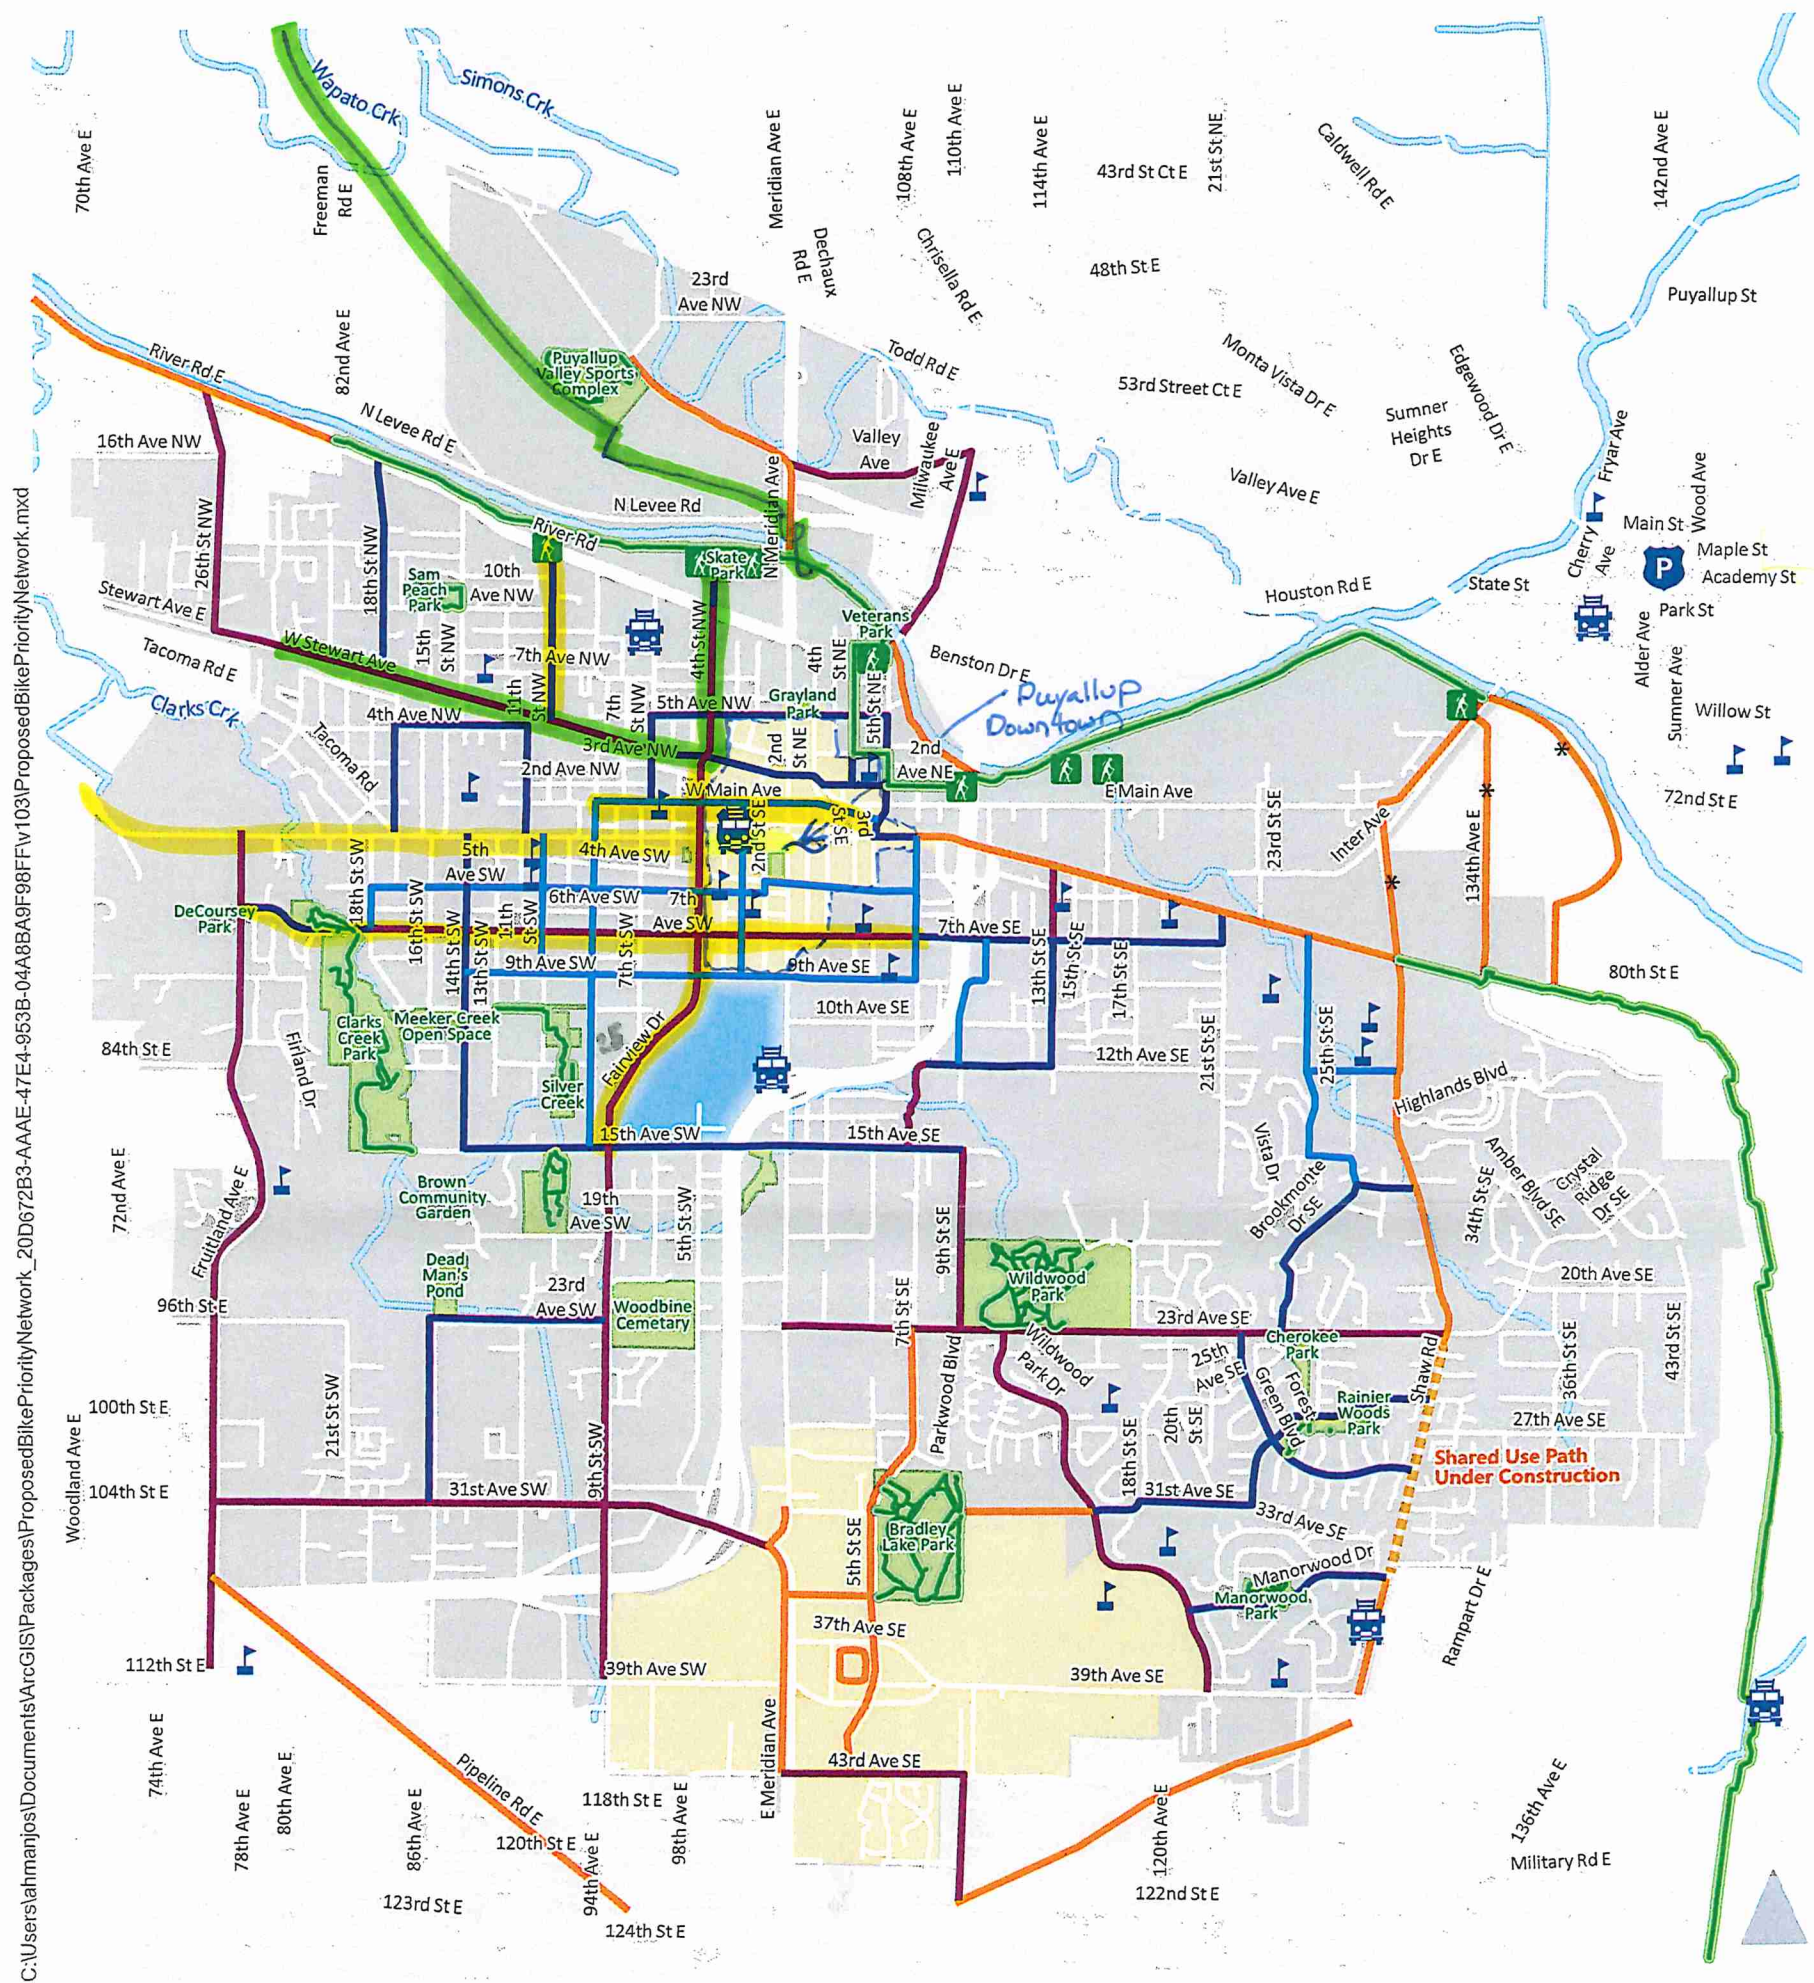 C:\Users\ahmanjos\Documents\ArcGIS\Packages\ProposedBikePriorityNetwork_20D672B3-AAAE-47E4-953B-04A8BA9F98FFv103\ProposedBikePriorityNetwork.mxd
Wapato Crk
Simons Crk
70th Ave E
Freeman
Rd E
Meridian Ave E
108th Ave E
110th Ave E
114th Ave E
43rd St Ct E
21st St NE
Caldwell Rd E
142nd Ave E
Dechaux
Rd E
Chrisella Rd E
48th St E
23rd
Ave NW
Puyallup St
82nd Ave E
River Rd E
Puyallup
Valley Sports
Complex
Todd Rd E
53rd Street Ct E
Monta Vista Dr E
Edgewood Dr E
Sumner
Heights
Dr E
N Levee Rd E
16th Ave NW
Valley
Ave
Milwaukee
Ave E
Valley Ave E
Fryar Ave
Wood Ave
N Levee Rd
N Meridian Ave
26th St NW
18th St NW
River Rd
Skate
Park
Main St
Cherry
Ave
Maple St
P
Academy St
State St
Park St
Houston Rd E
Alder Ave
Sam
Peach
Park
10th
Ave NW
Stewart Ave E
W Stewart Ave
15th
St NW
7th Ave NW
4th St NW
Veterans
Park
4th
St NE
Benston Dr E
Sumner Ave
Tacoma Rd E
Clarks Crk
11th
St NW
7th
St NW
5th Ave NW
Grayland
Park
5th St NE
Puyallup
Downtown
Willow St
4th Ave NW
Tacoma Rd
3rd Ave NW
2nd Ave NW
2nd
St NE
2nd
Ave NE
W Main Ave
E Main Ave
72nd St E
3rd
St SE
2nd St SE
23rd St SE
Inter Ave
134th Ave E
*
*
*
5th
Ave SW
4th Ave SW
18th St SW
6th Ave SW
7th
Ave SW
DeCoursey
Park
16th St SW
14th St SW
13th St SW
11th
St SW
7th St SW
9th Ave SW
9th Ave SE
7th Ave SE
13th St SE
15th St SE
17th St SE
80th St E
84th St E
Firland Dr
Clarks
Creek
Park
Meeker Creek
Open Space
Silver
Creek
Fairview Dr
10th Ave SE
12th Ave SE
21st St SE
25th St SE
Highlands Blvd
15th Ave SW
15th Ave SE
72nd Ave E
Fruitland Ave E
Brown
Community
Garden
19th
Ave SW
5th St SW
9th St SE
Vista Dr
Brookmonte
Dr SE
34th St SE
Amber Blvd SE
Crystal
Ridge
Dr SE
Dead
Man's
Pond
23rd
Ave SW
Woodbine
Cemetary
Wildwood
Park
20th Ave SE
96th St E
7th St SE
23rd Ave SE
Cherokee
Park
36th St SE
43rd St SE
Parkwood Blvd
Wildwood
Park Dr
25th
Ave SE
Forest
Green Blvd
Rainier
Woods
Park
Shaw Rd
27th Ave SE
100th St E
21st St SW
9th St SW
18th St SE
20th
St SE
Shared Use Path
Under Construction
Woodland Ave E
104th St E
31st Ave SW
31st Ave SE
33rd Ave SE
Bradley
Lake Park
5th St SE
Manorwood Dr
Manorwood
Park
37th Ave SE
Rampart Dr E
112th St E
39th Ave SW
39th Ave SE
74th Ave E
E Meridian Ave
43rd Ave SE
78th Ave E
80th Ave E
86th Ave E
Pipeline Rd E
118th St E
120th St E
94th Ave E
98th Ave E
120th Ave E
136th Ave E
Military Rd E
122nd St E
123rd St E
124th St E